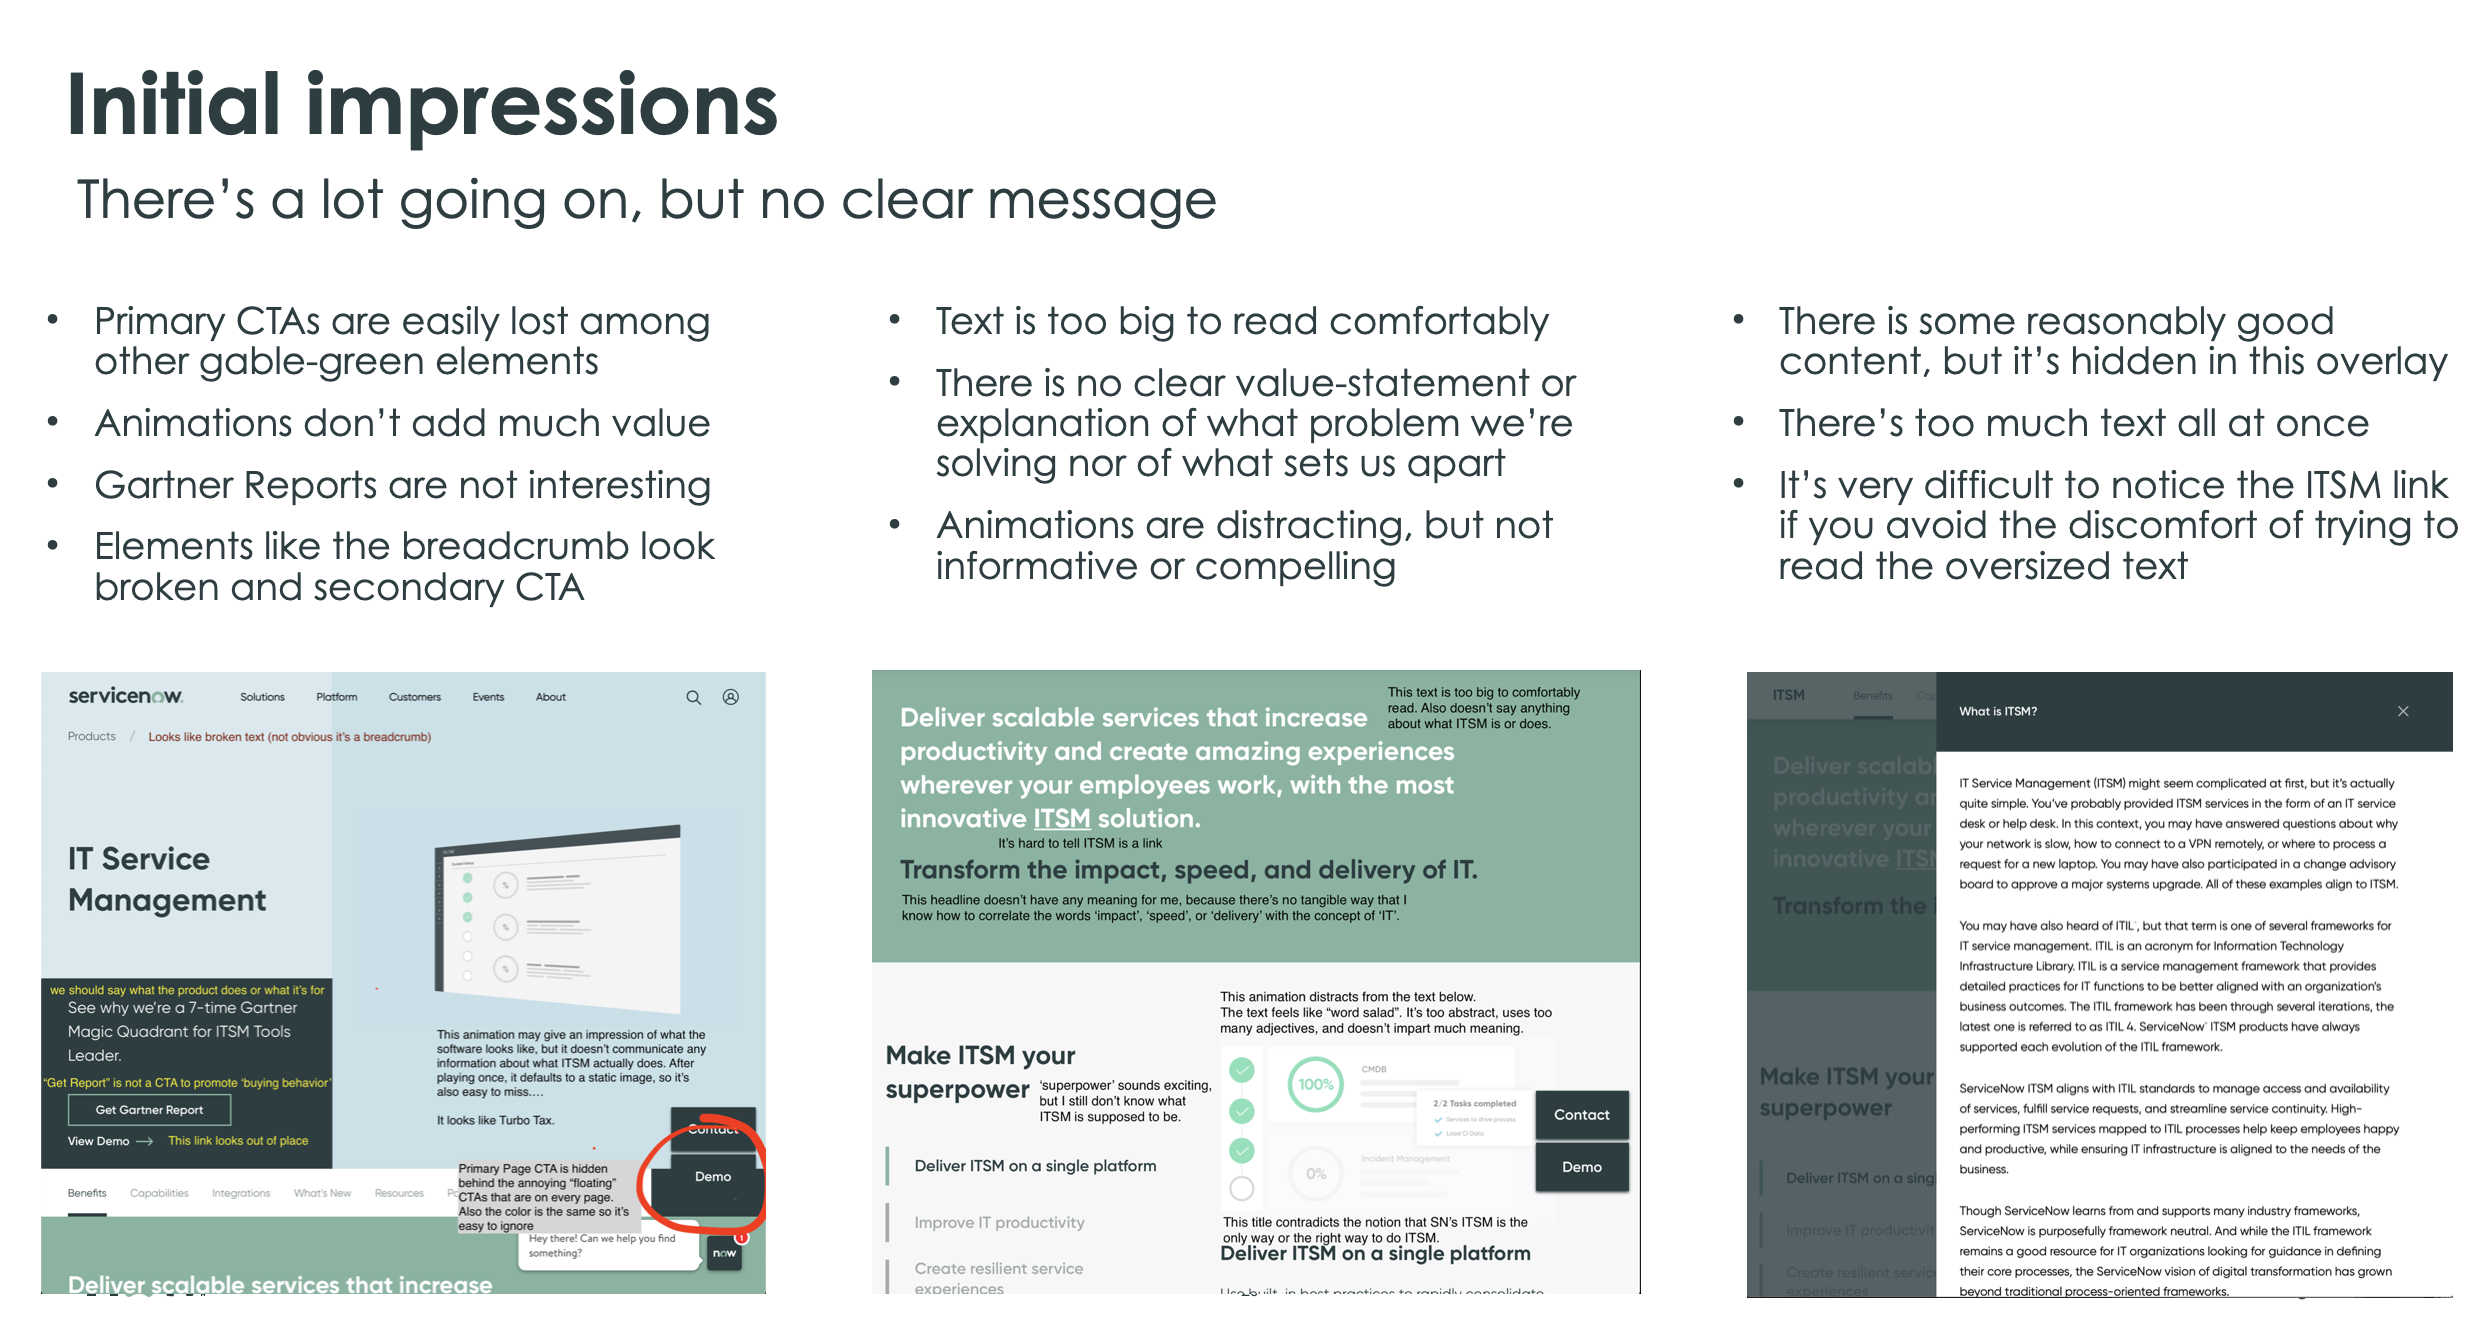 Initial impressions
There's a lot going on, but no clear message
• Primary CTAs are easily lost among
other gable-green elements
• Animations don't add much value
• Gartner Reports are not interesting
• Elements like the breadcrumb look
broken and secondary CTA
• Text is too big to read comfortably
• There is no clear value-statement or
explanation of what problem we're
solving nor of what sets us apart
• Animations are distracting, but not
informative or compelling
• There is some reasonably good
content, but it's hidden in this overlay
• There's too much text all at once
• It's very difficult to notice the ITSM link
if you avoid the discomfort of trying to
read the oversized text
servicenow
Solutions Platform Customers Events About
Products / Looks like broken text (not obvious it's a breadcrumb)
IT Service
Management
we should say what the product does or what it's for
See why we're a 7-time Gartner
Magic Quadrant for ITSM Tools
Leader.
"Get Report" is not a CTA to promote 'buying behavior'
Get Gartner Report
View Demo → This link looks out of place
This animation may give an impression of what the
software looks like, but it doesn't communicate any
information about what ITSM actually does. After
playing once, it defaults to a static image, so it's
also easy to miss....
It looks like Turbo Tax.
Contact
Demo
Primary Page CTA is hidden
behind the annoying "floating"
CTAs that are on every page.
Also the color is the same so it's
easy to ignore
Benefits Capabilities Integrations What's New Resources
Hey there! Can we help you find
something?
now
1
Deliver scalable services that increase
This text is too big to comfortably
read. Also doesn't say anything
about what ITSM is or does.
Deliver scalable services that increase
productivity and create amazing experiences
wherever your employees work, with the most
innovative ITSM solution.
It's hard to tell ITSM is a link
Transform the impact, speed, and delivery of IT.
This headline doesn't have any meaning for me, because there's no tangible way that I
know how to correlate the words 'impact', 'speed', or 'delivery' with the concept of 'IT'.
This animation distracts from the text below.
The text feels like "word salad". It's too abstract, uses too
many adjectives, and doesn't impart much meaning.
Make ITSM your
superpower
'superpower' sounds exciting,
but I still don't know what
ITSM is supposed to be.
100%
CMDB
2/2 Tasks completed
Services to drive process
Load CI Data
0%
Incident Management
Contact
Demo
Deliver ITSM on a single platform
Improve IT productivity
Create resilient service
experiences
This title contradicts the notion that SN's ITSM is the
only way or the right way to do ITSM.
Deliver ITSM on a single platform
Use built-in best practices to rapidly consolidate
ITSM Benefits
Deliver scalabl
productivity a
wherever your
innovative ITS
Transform the i
Make ITSM your
superpower
Deliver ITSM on a sing
Improve IT productivit
Create resilient servic
experiences
What is ITSM?
IT Service Management (ITSM) might seem complicated at first, but it's actually
quite simple. You've probably provided ITSM services in the form of an IT service
desk or help desk. In this context, you may have answered questions about why
your network is slow, how to connect to a VPN remotely, or where to process a
request for a new laptop. You may have also participated in a change advisory
board to approve a major systems upgrade. All of these examples align to ITSM.
You may have also heard of ITIL, but that term is one of several frameworks for
IT service management. ITIL is an acronym for Information Technology
Infrastructure Library. ITIL is a service management framework that provides
detailed practices for IT functions to be better aligned with an organization's
business outcomes. The ITIL framework has been through several iterations, the
latest one is referred to as ITIL 4. ServiceNow ITSM products have always
supported each evolution of the ITIL framework.
ServiceNow ITSM aligns with ITIL standards to manage access and availability
of services, fulfill service requests, and streamline service continuity. High-
performing ITSM services mapped to ITIL processes help keep employees happy
and productive, while ensuring IT infrastructure is aligned to the needs of the
business.
Though ServiceNow learns from and supports many industry frameworks,
ServiceNow is purposefully framework neutral. And while the ITIL framework
remains a good resource for IT organizations looking for guidance in defining
their core processes, the ServiceNow vision of digital transformation has grown
beyond traditional process-oriented frameworks.